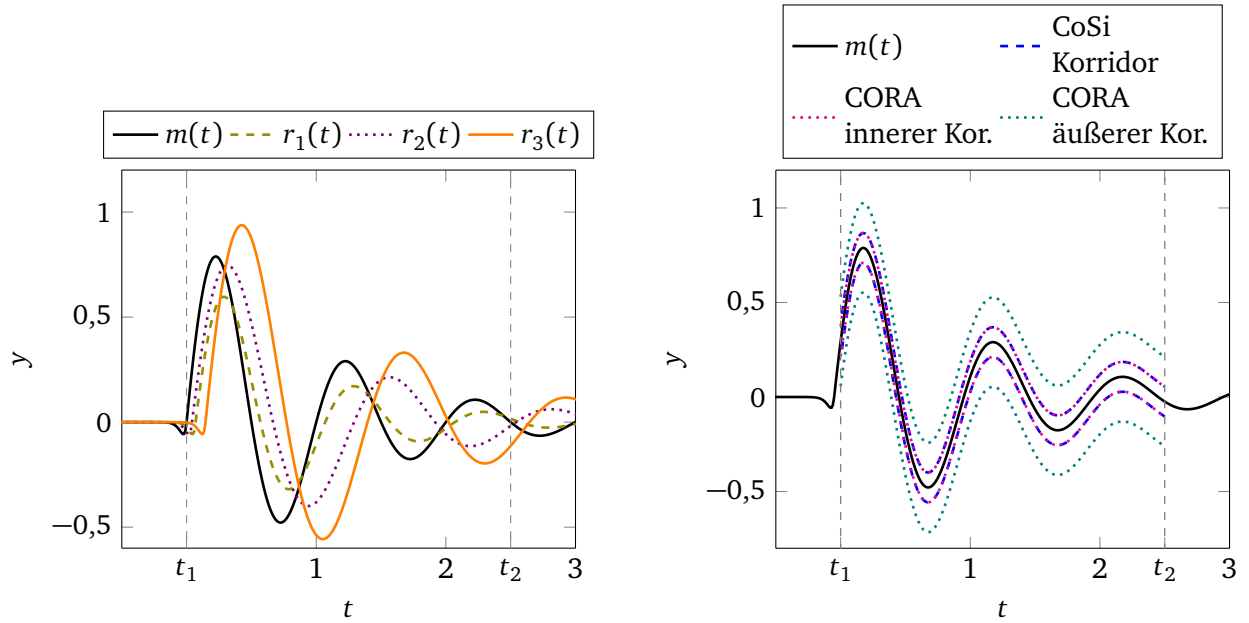 m(t) r₁(t) r₂(t) r₃(t)
1
0,5
0
−0,5
y
t₁ 1 2 t₂ 3
t
m(t) CoSi
Korridor
CORA CORA
innerer Kor. äußerer Kor.
1
0,5
0
−0,5
y
t₁ 1 2 t₂ 3
t